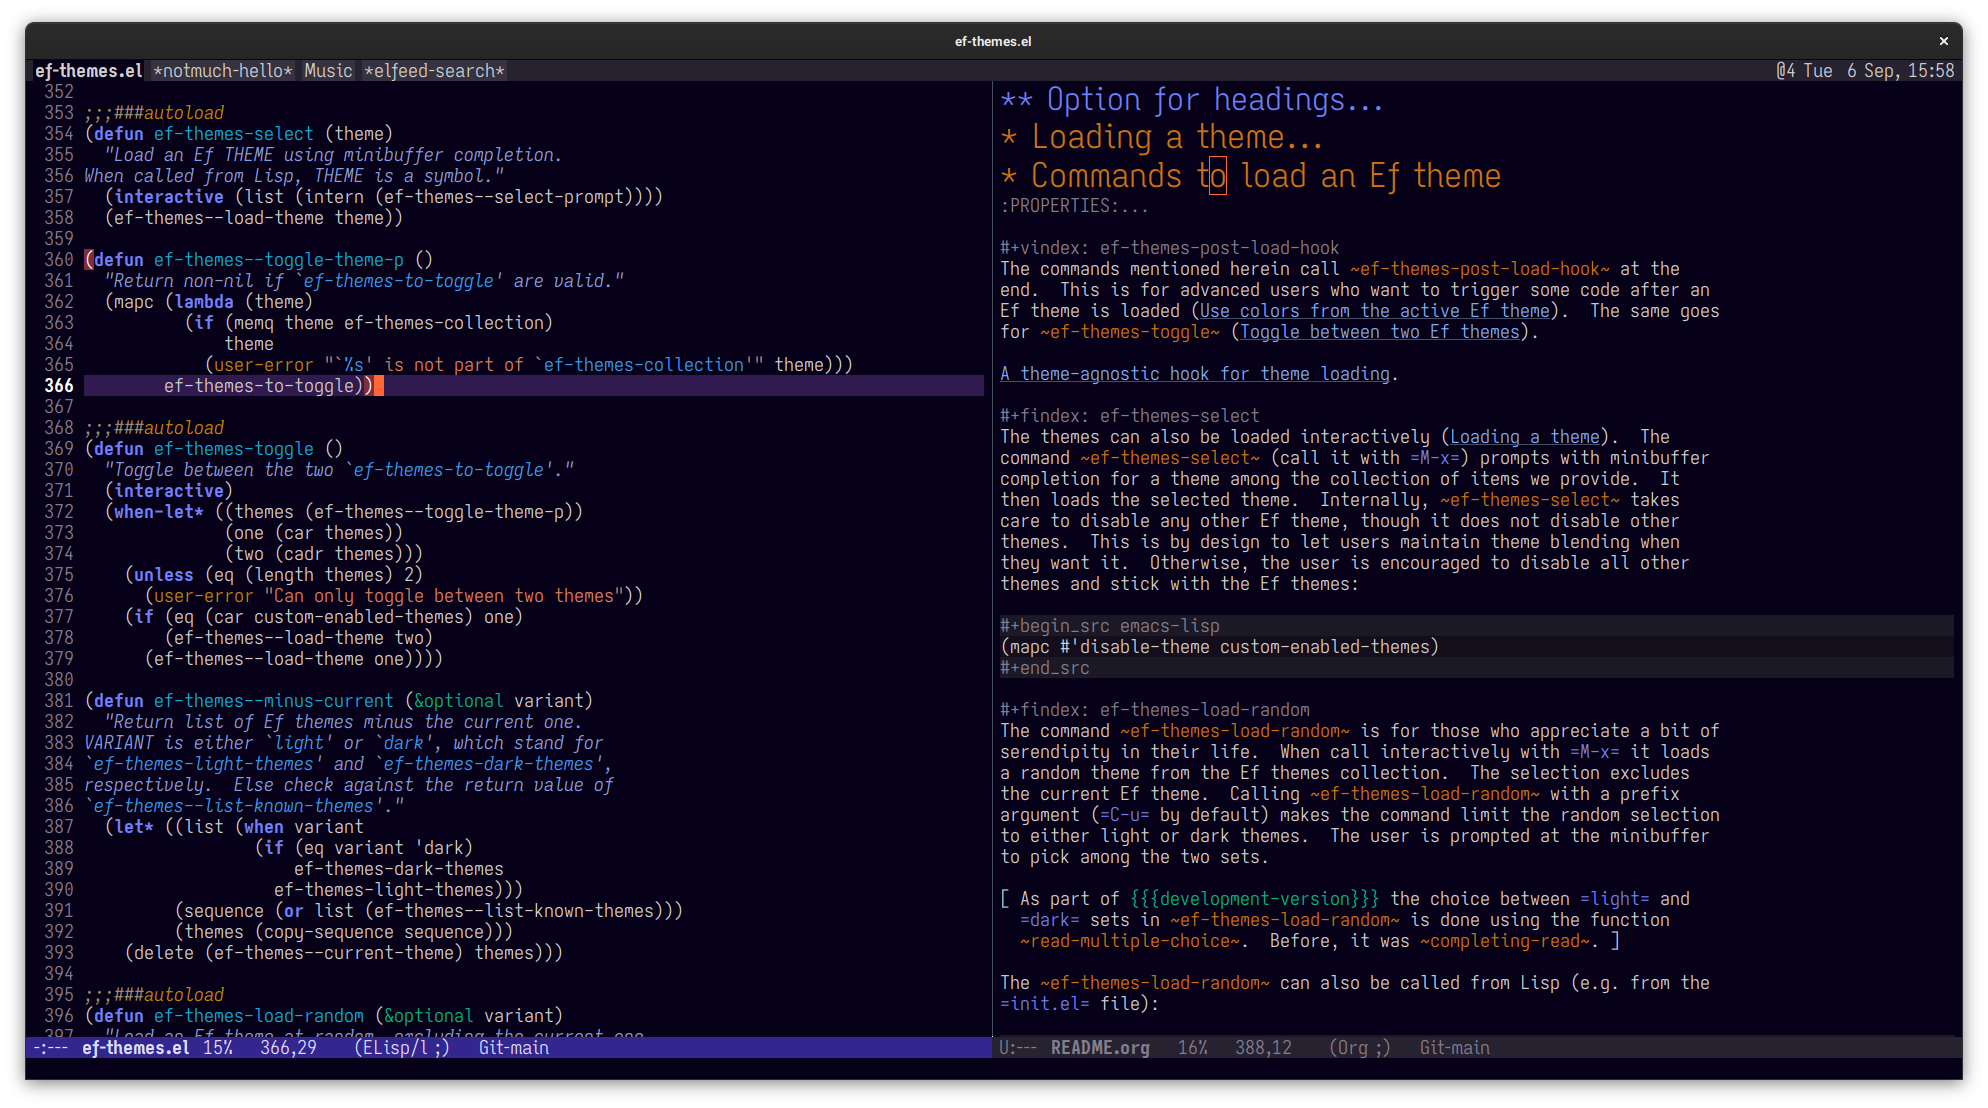 ef-themes.el
ef-themes.el *notmuch-hello* Music *elfeed-search* @4 Tue 6 Sep, 15:58
352
353 ;;;###autoload
354 (defun ef-themes-select (theme)
355   "Load an Ef THEME using minibuffer completion.
356 When called from Lisp, THEME is a symbol."
357   (interactive (list (intern (ef-themes--select-prompt))))
358   (ef-themes--load-theme theme))
359
360 (defun ef-themes--toggle-theme-p ()
361   "Return non-nil if `ef-themes-to-toggle' are valid."
362   (mapc (lambda (theme)
363           (if (memq theme ef-themes-collection)
364               theme
365             (user-error "`%s' is not part of `ef-themes-collection'" theme)))
366         ef-themes-to-toggle))
367
368 ;;;###autoload
369 (defun ef-themes-toggle ()
370   "Toggle between the two `ef-themes-to-toggle'."
371   (interactive)
372   (when-let* ((themes (ef-themes--toggle-theme-p))
373               (one (car themes))
374               (two (cadr themes)))
375     (unless (eq (length themes) 2)
376       (user-error "Can only toggle between two themes"))
377     (if (eq (car custom-enabled-themes) one)
378         (ef-themes--load-theme two)
379       (ef-themes--load-theme one))))
380
381 (defun ef-themes--minus-current (&optional variant)
382   "Return list of Ef themes minus the current one.
383 VARIANT is either `light' or `dark', which stand for
384 `ef-themes-light-themes' and `ef-themes-dark-themes',
385 respectively.  Else check against the return value of
386 `ef-themes--list-known-themes'."
387   (let* ((list (when variant
388                  (if (eq variant 'dark)
389                      ef-themes-dark-themes
390                    ef-themes-light-themes)))
391          (sequence (or list (ef-themes--list-known-themes)))
392          (themes (copy-sequence sequence)))
393     (delete (ef-themes--current-theme) themes)))
394
395 ;;;###autoload
396 (defun ef-themes-load-random (&optional variant)
397   "Load an Ef theme at random, excluding the current one.
-:--- ef-themes.el 15% 366,29 (ELisp/l ;) Git-main
** Option for headings...
* Loading a theme...
* Commands to load an Ef theme
:PROPERTIES:...
#+vindex: ef-themes-post-load-hook
The commands mentioned herein call ~ef-themes-post-load-hook~ at the
end.  This is for advanced users who want to trigger some code after an
Ef theme is loaded (Use colors from the active Ef theme).  The same goes
for ~ef-themes-toggle~ (Toggle between two Ef themes).
A theme-agnostic hook for theme loading.
#+findex: ef-themes-select
The themes can also be loaded interactively (Loading a theme).  The
command ~ef-themes-select~ (call it with =M-x=) prompts with minibuffer
completion for a theme among the collection of items we provide.  It
then loads the selected theme.  Internally, ~ef-themes-select~ takes
care to disable any other Ef theme, though it does not disable other
themes.  This is by design to let users maintain theme blending when
they want it.  Otherwise, the user is encouraged to disable all other
themes and stick with the Ef themes:
#+begin_src emacs-lisp
(mapc #'disable-theme custom-enabled-themes)
#+end_src
#+findex: ef-themes-load-random
The command ~ef-themes-load-random~ is for those who appreciate a bit of
serendipity in their life.  When call interactively with =M-x= it loads
a random theme from the Ef themes collection.  The selection excludes
the current Ef theme.  Calling ~ef-themes-load-random~ with a prefix
argument (=C-u= by default) makes the command limit the random selection
to either light or dark themes.  The user is prompted at the minibuffer
to pick among the two sets.
[ As part of {{{development-version}}} the choice between =light= and
  =dark= sets in ~ef-themes-load-random~ is done using the function
  ~read-multiple-choice~.  Before, it was ~completing-read~. ]
The ~ef-themes-load-random~ can also be called from Lisp (e.g. from the
=init.el= file):
U:--- README.org 16% 388,12 (Org ;) Git-main